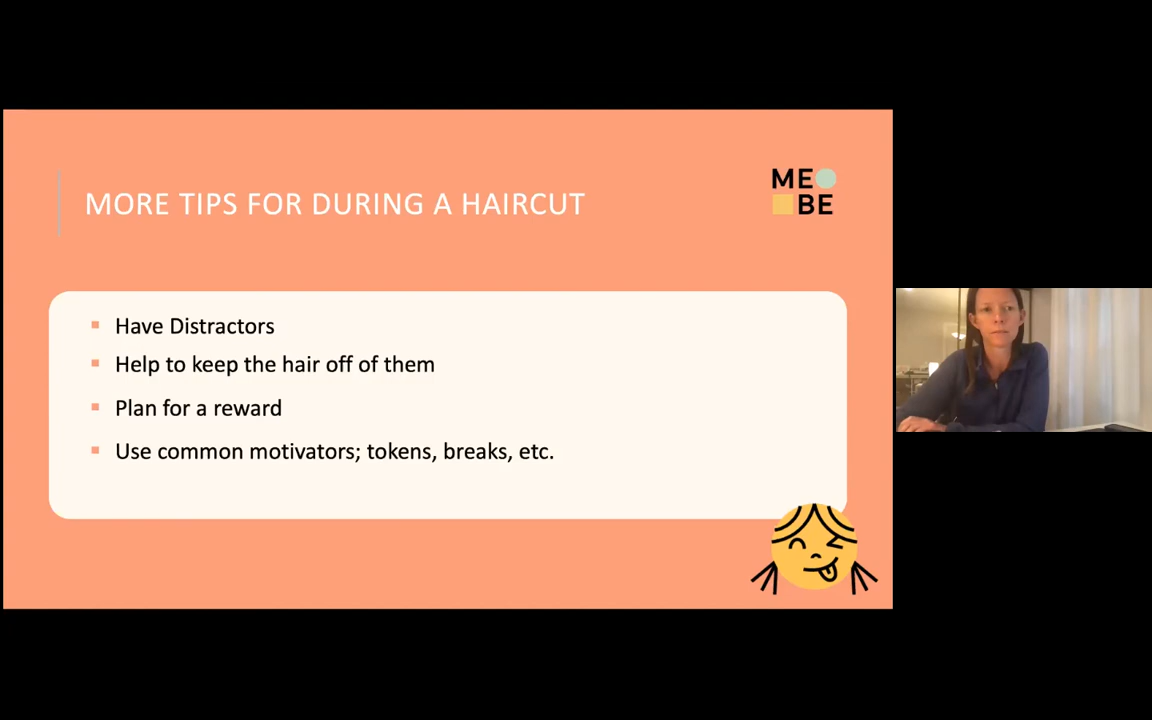 MORE TIPS FOR DURING A HAIRCUT
ME
BE
Have Distractors
Help to keep the hair off of them
Plan for a reward
Use common motivators; tokens, breaks, etc.